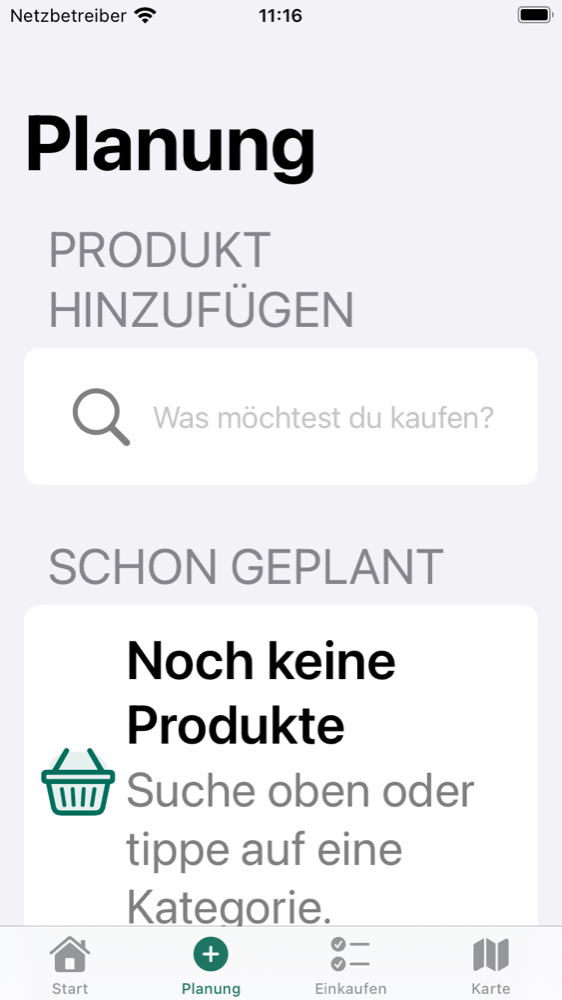 Netzbetreiber 11:16
Planung
PRODUKT
HINZUFÜGEN
Was möchtest du kaufen?
SCHON GEPLANT
Noch keine
Produkte
Suche oben oder
tippe auf eine
Kategorie.
Start Planung Einkaufen Karte